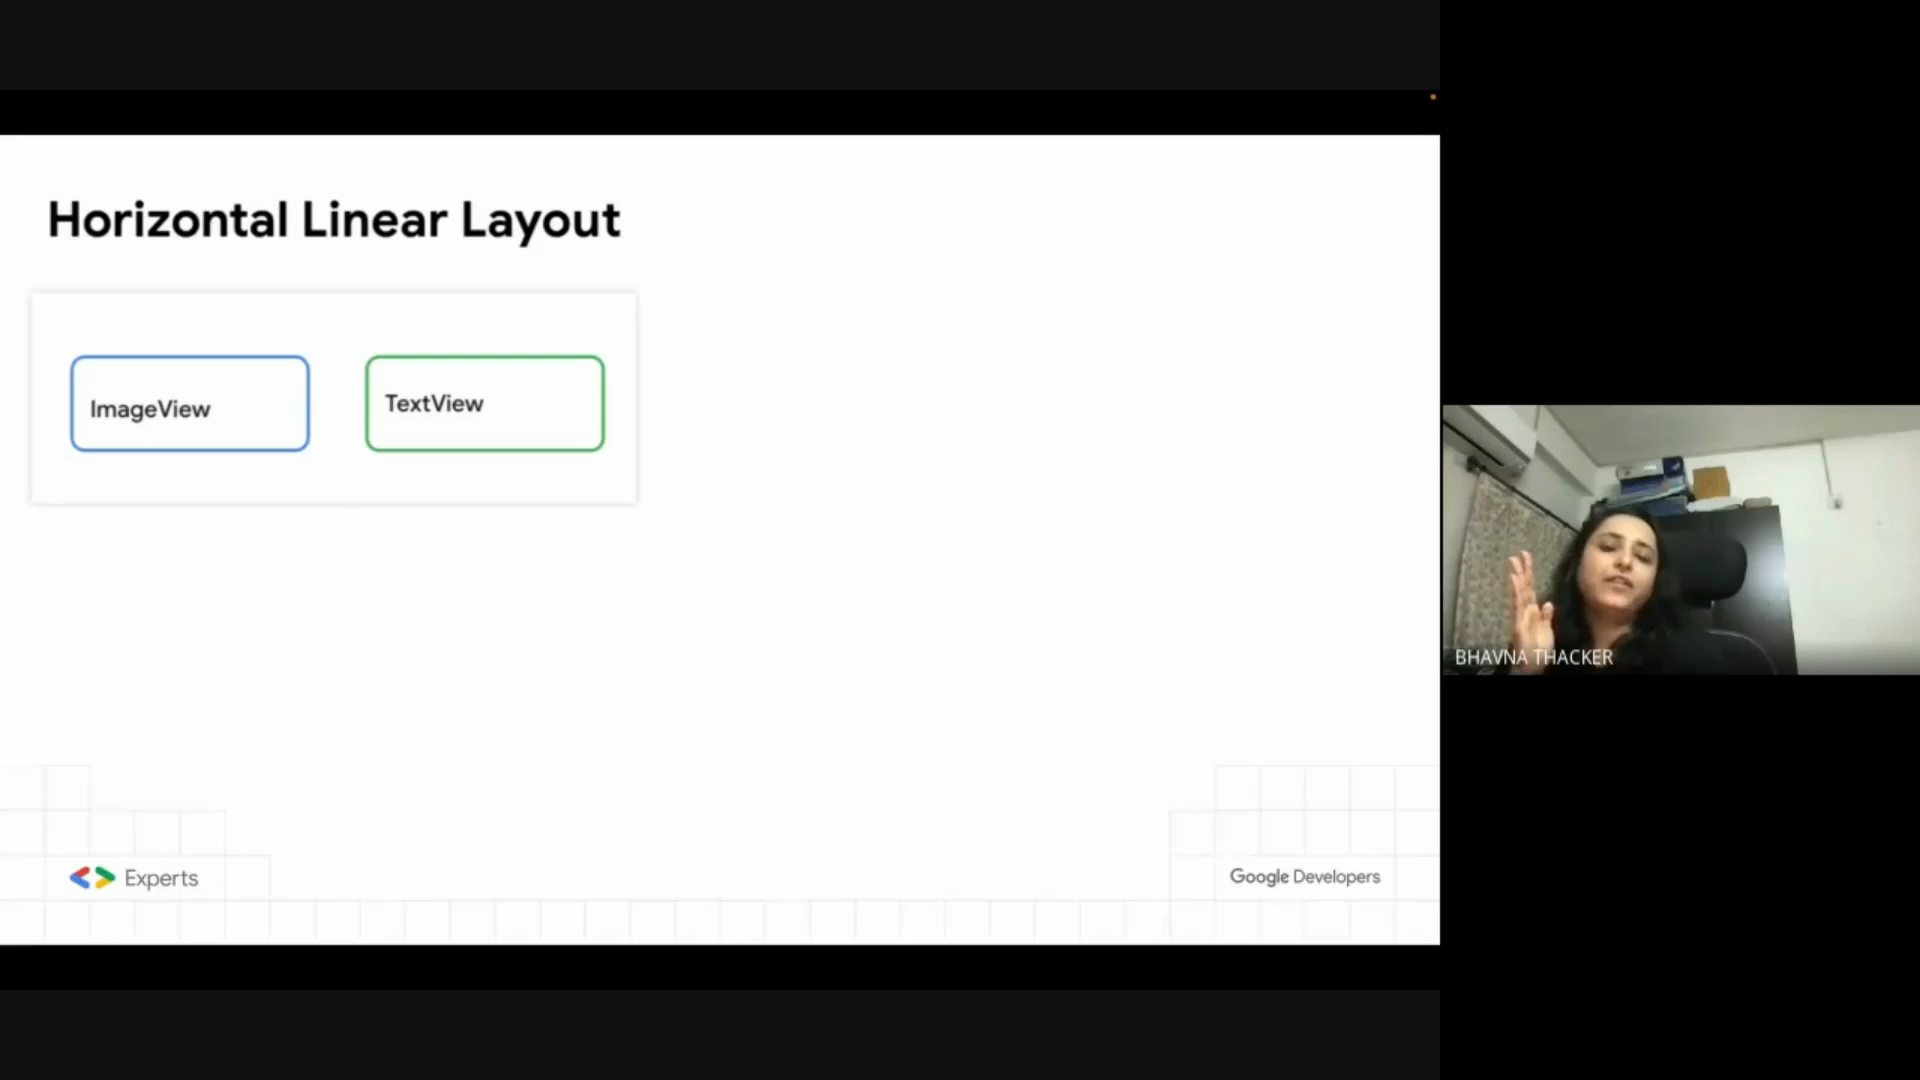 Horizontal Linear Layout
ImageView
TextView
BHAVNA THACKER
Experts
Google Developers